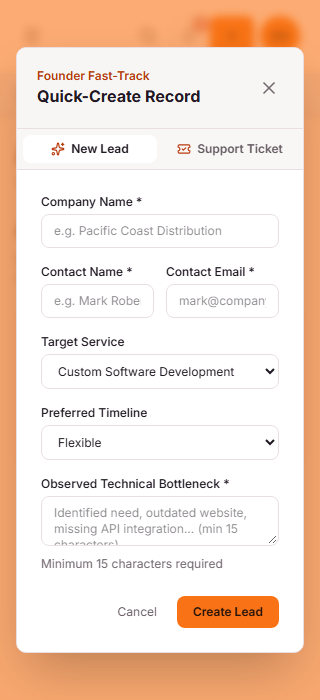 Founder Fast-Track
Quick-Create Record
New Lead
Support Ticket
Company Name *
e.g. Pacific Coast Distribution
Contact Name *
Contact Email *
e.g. Mark Robe
mark@compan
Target Service
Custom Software Development
Preferred Timeline
Flexible
Observed Technical Bottleneck *
Identified need, outdated website,
missing API integration... (min 15
characters)
Minimum 15 characters required
Cancel
Create Lead